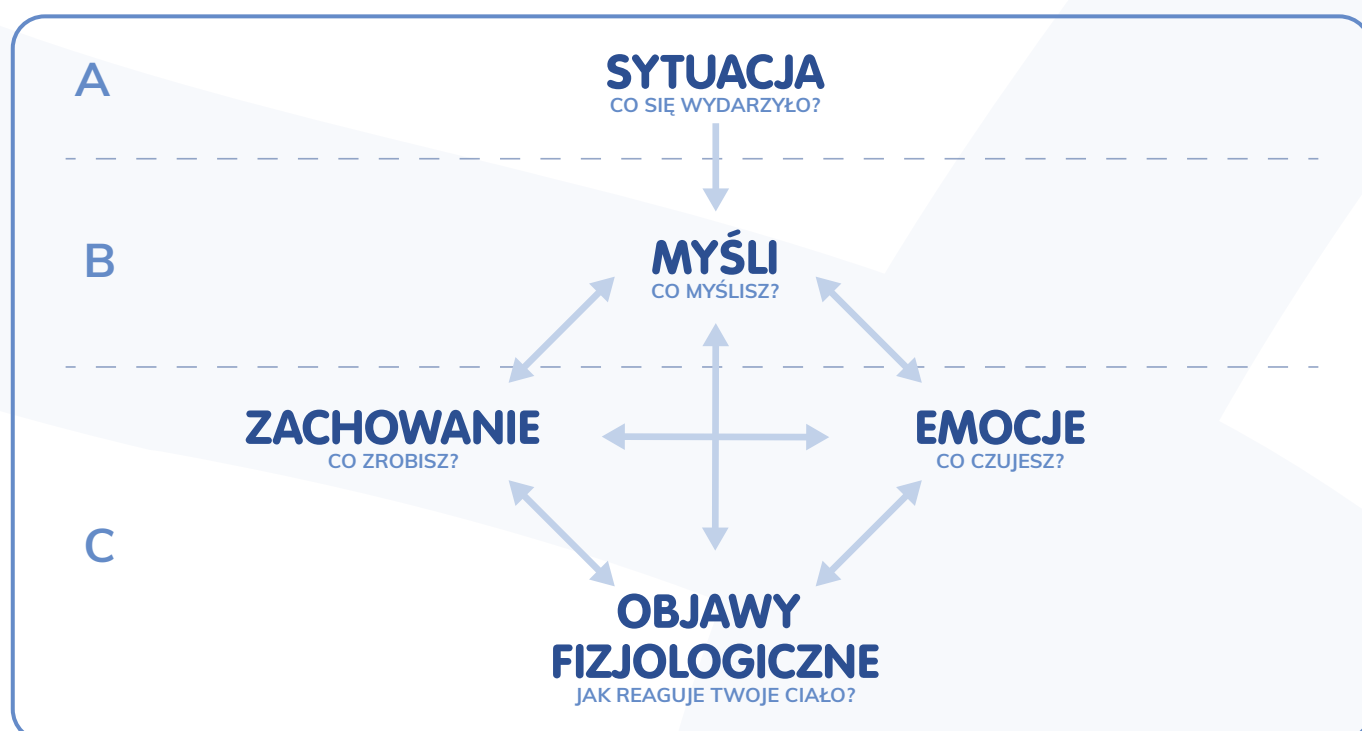 A
SYTUACJA
CO SIĘ WYDARZYŁO?
B
MYŚLI
CO MYŚLISZ?
ZACHOWANIE
CO ZROBISZ?
EMOCJE
CO CZUJESZ?
C
OBJAWY
FIZJOLOGICZNE
JAK REAGUJE TWOJE CIAŁO?